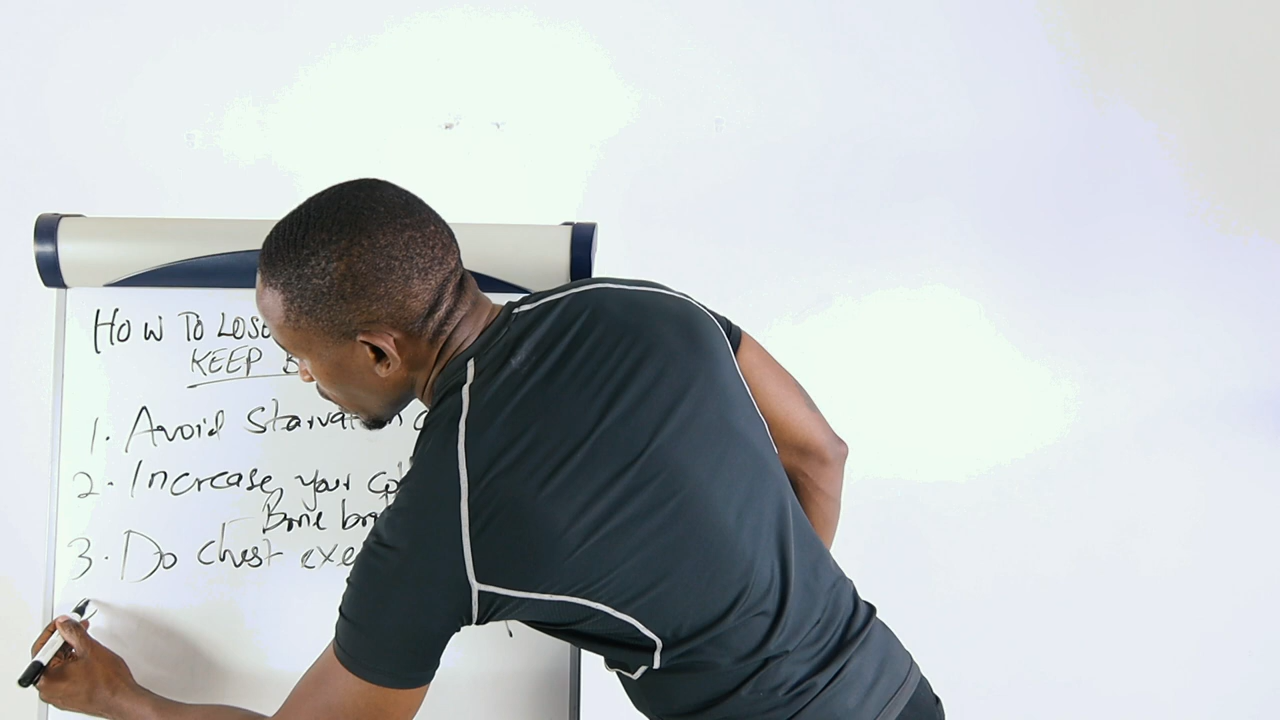 HOW TO LOSE
KEEP B
1. Avoid Starvation
2. Increase your
Bone
3. Do chest exe